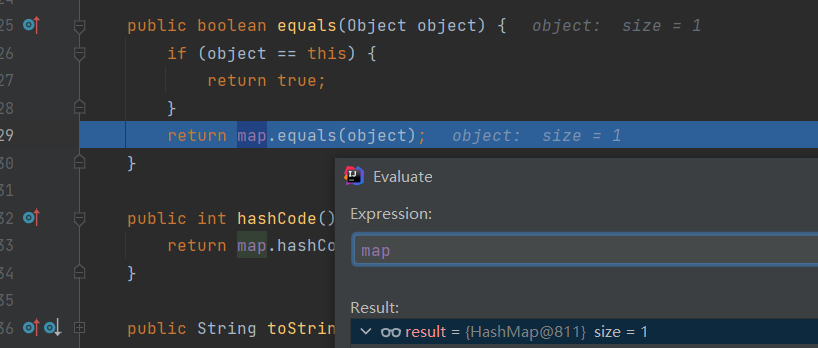 24
25 public boolean equals(Object object) { object: size = 1
26 if (object == this) {
27 return true;
28 }
29 return map.equals(object); object: size = 1
30 }
31
32 public int hashCode()
33 return map.hashCo
34 }
35
36 public String toStrin
IJ Evaluate
Expression:
map
Result:
result = {HashMap@811} size = 1